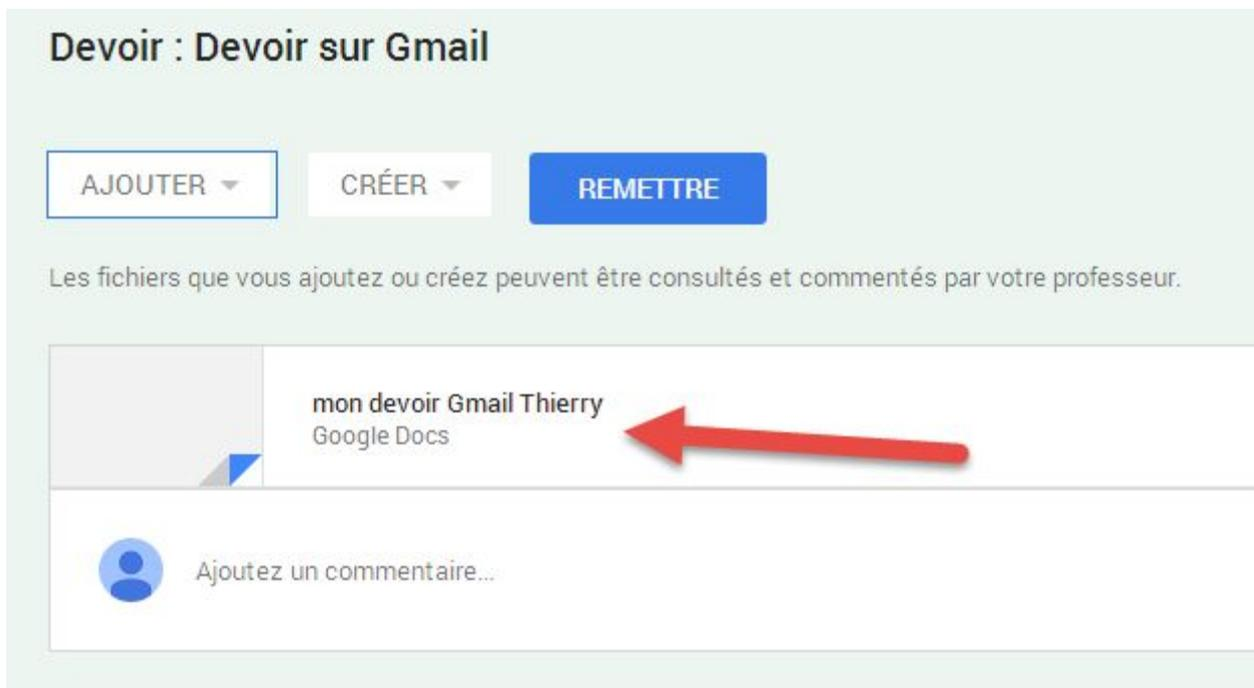 Devoir : Devoir sur Gmail
AJOUTER
CRÉER
REMETTRE
Les fichiers que vous ajoutez ou créez peuvent être consultés et commentés par votre professeur.
mon devoir Gmail Thierry
Google Docs
Ajoutez un commentaire...